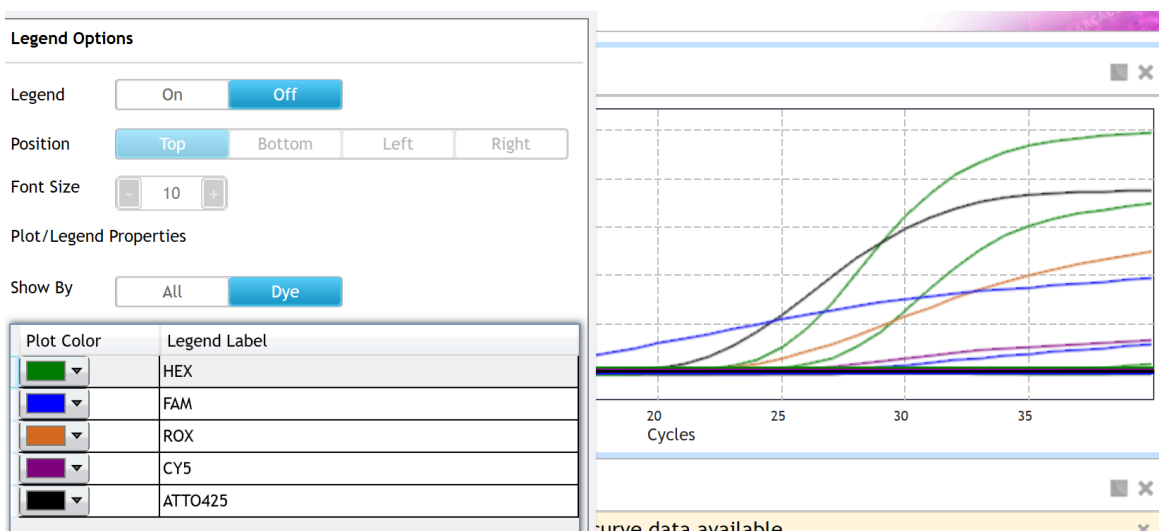 Legend Options
Legend On Off
Position Top Bottom Left Right
Font Size - 10 +
Plot/Legend Properties
Show By All Dye
Plot Color Legend Label
HEX
FAM
ROX
CY5
ATTO425
20 25 30 35
Cycles
curve data available